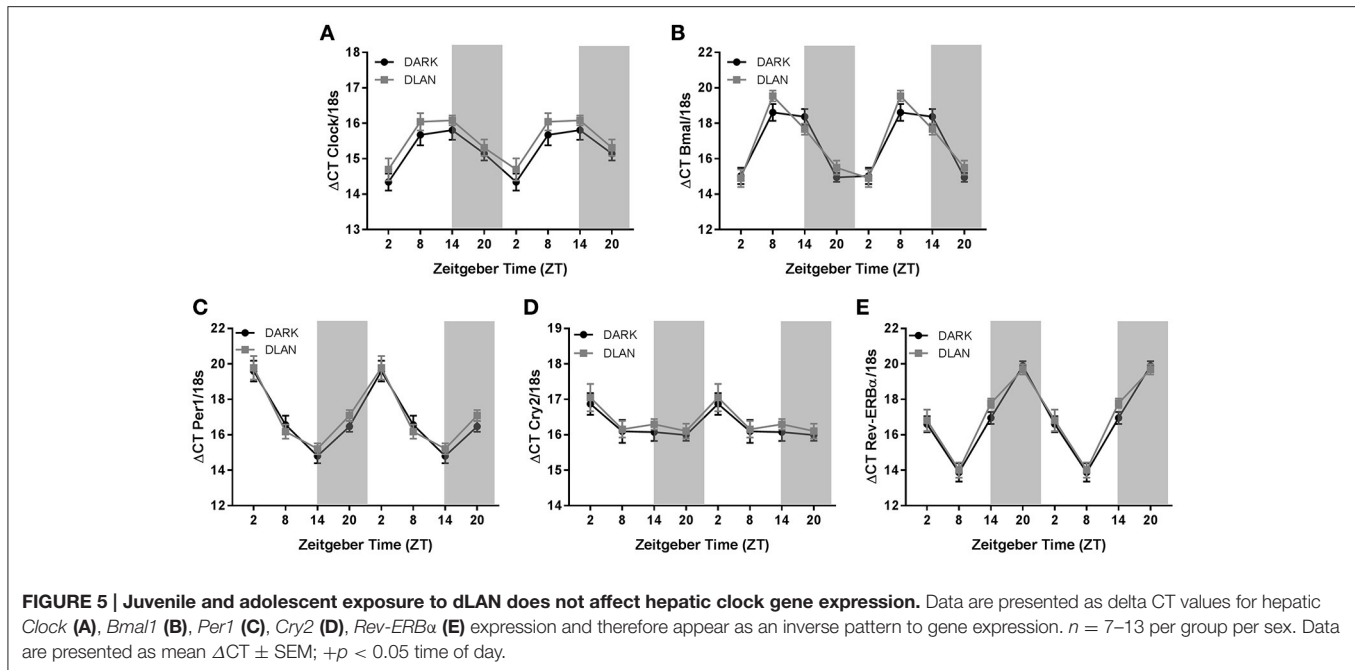 A
18
17
16
15
14
13
ΔCT Clock/18s
DARK
DLAN
2 8 14 20 2 8 14 20
Zeitgeber Time (ZT)
B
22
20
18
16
14
12
ΔCT Bmal/18s
DARK
DLAN
2 8 14 20 2 8 14 20
Zeitgeber Time (ZT)
C
22
20
18
16
14
12
ΔCT Per1/18s
DARK
DLAN
2 8 14 20 2 8 14 20
Zeitgeber Time (ZT)
D
19
18
17
16
15
14
ΔCT Cry2/18s
DARK
DLAN
2 8 14 20 2 8 14 20
Zeitgeber Time (ZT)
E
22
20
18
16
14
12
ΔCT Rev-ERBα/18s
DARK
DLAN
2 8 14 20 2 8 14 20
Zeitgeber Time (ZT)
FIGURE 5 | Juvenile and adolescent exposure to dLAN does not affect hepatic clock gene expression. Data are presented as delta CT values for hepatic
Clock (A), Bmal1 (B), Per1 (C), Cry2 (D), Rev-ERBα (E) expression and therefore appear as an inverse pattern to gene expression. n = 7–13 per group per sex. Data
are presented as mean ΔCT ± SEM; +p < 0.05 time of day.